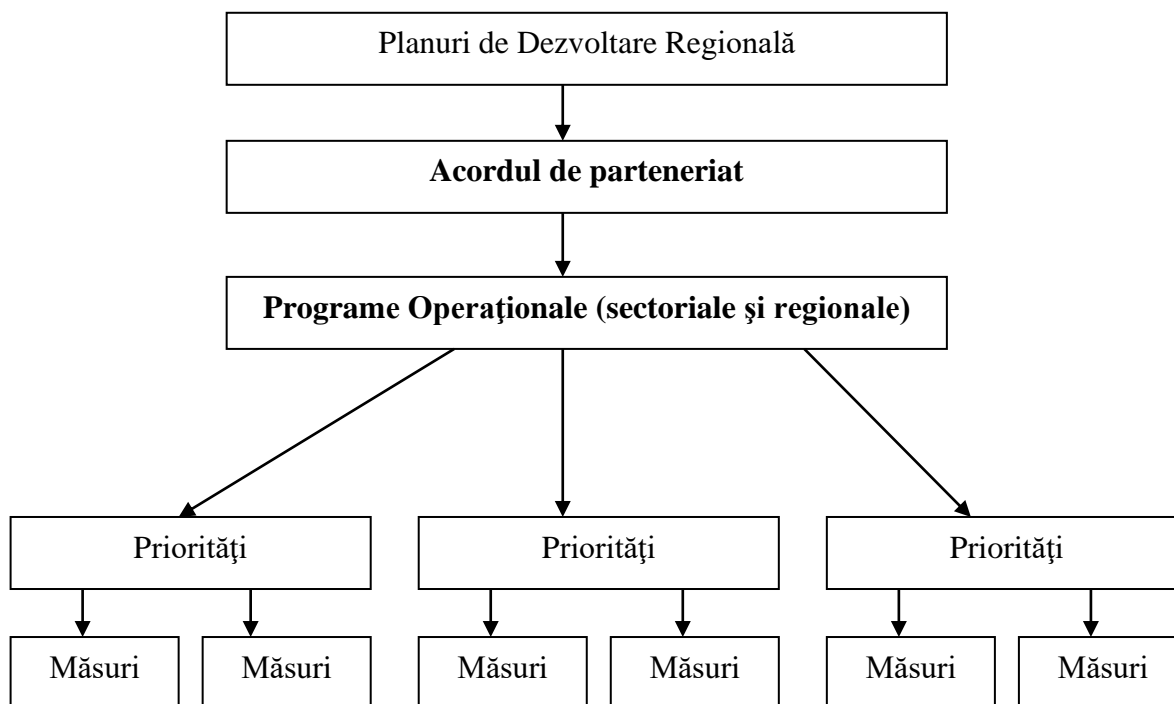 Planuri de Dezvoltare Regională
Acordul de parteneriat
Programe Operaţionale (sectoriale şi regionale)
Priorităţi
Priorităţi
Priorităţi
Măsuri
Măsuri
Măsuri
Măsuri
Măsuri
Măsuri